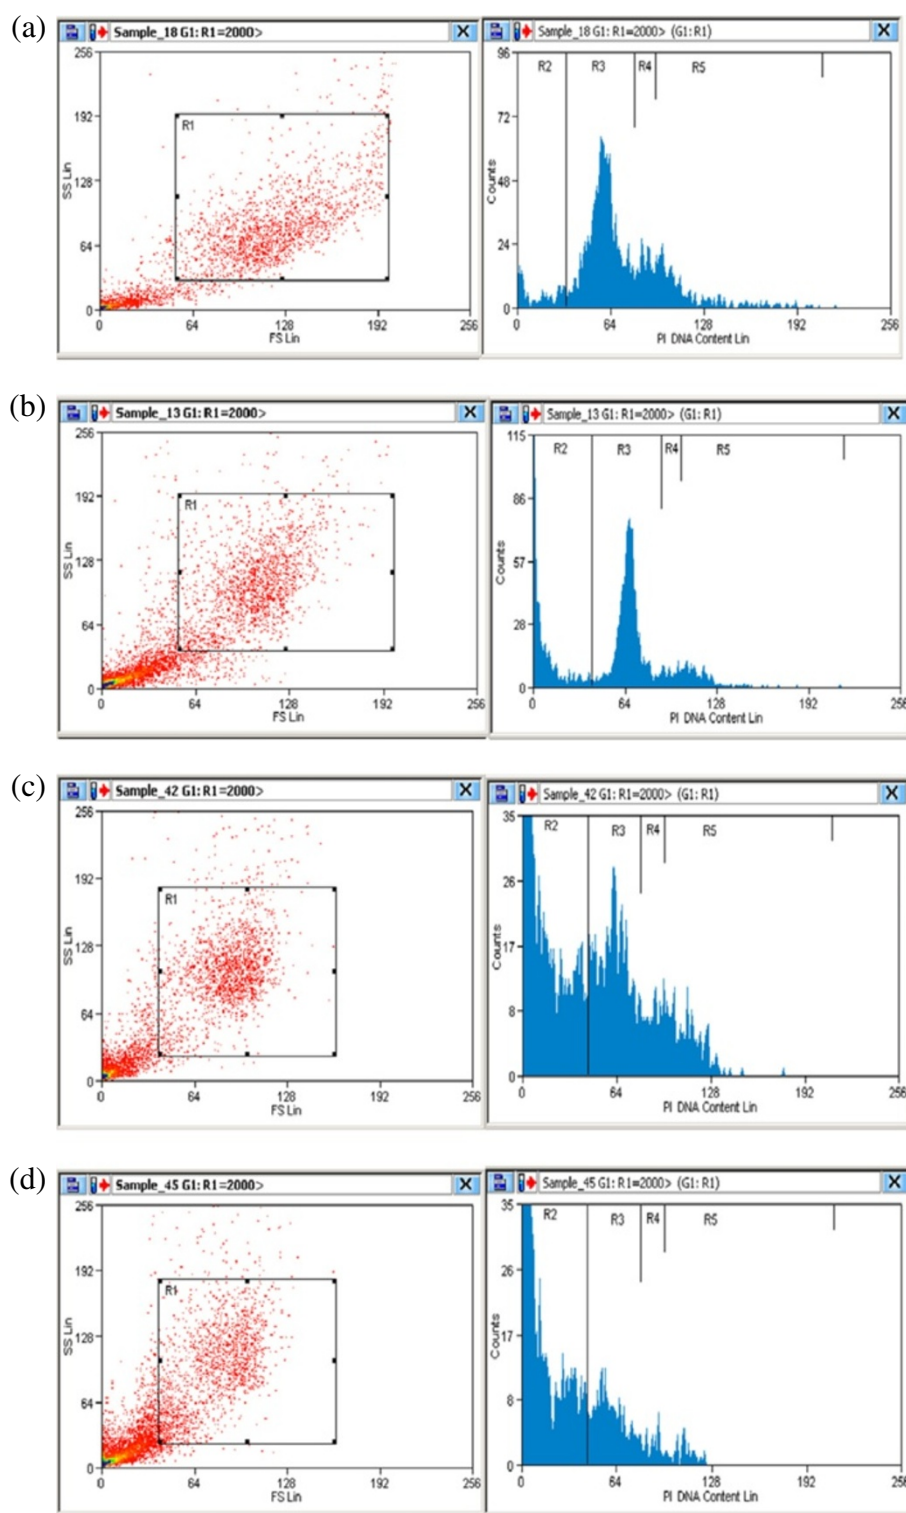 (a)
Sample_18 G1: R1=2000>
256
192
128
64
0
SS Lin
R1
0 64 128 192 256
FS Lin
Sample_18 G1: R1=2000> (G1: R1)
96
72
48
24
0
Counts
R2 R3 R4 R5
0 64 128 192 256
PI DNA Content Lin
(b)
Sample_13 G1: R1=2000>
256
192
128
64
0
SS Lin
R1
0 64 128 192 256
FS Lin
Sample_13 G1: R1=2000> (G1: R1)
115
86
57
28
0
Counts
R2 R3 R4 R5
0 64 128 192 256
PI DNA Content Lin
(c)
Sample_42 G1: R1=2000>
256
192
128
64
0
SS Lin
R1
0 64 128 192 256
FS Lin
Sample_42 G1: R1=2000> (G1: R1)
35
26
17
8
0
Counts
R2 R3 R4 R5
0 64 128 192 256
PI DNA Content Lin
(d)
Sample_45 G1: R1=2000>
256
192
128
64
0
SS Lin
R1
0 64 128 192 256
FS Lin
Sample_45 G1: R1=2000> (G1: R1)
35
26
17
8
0
Counts
R2 R3 R4 R5
0 64 128 192 256
PI DNA Content Lin